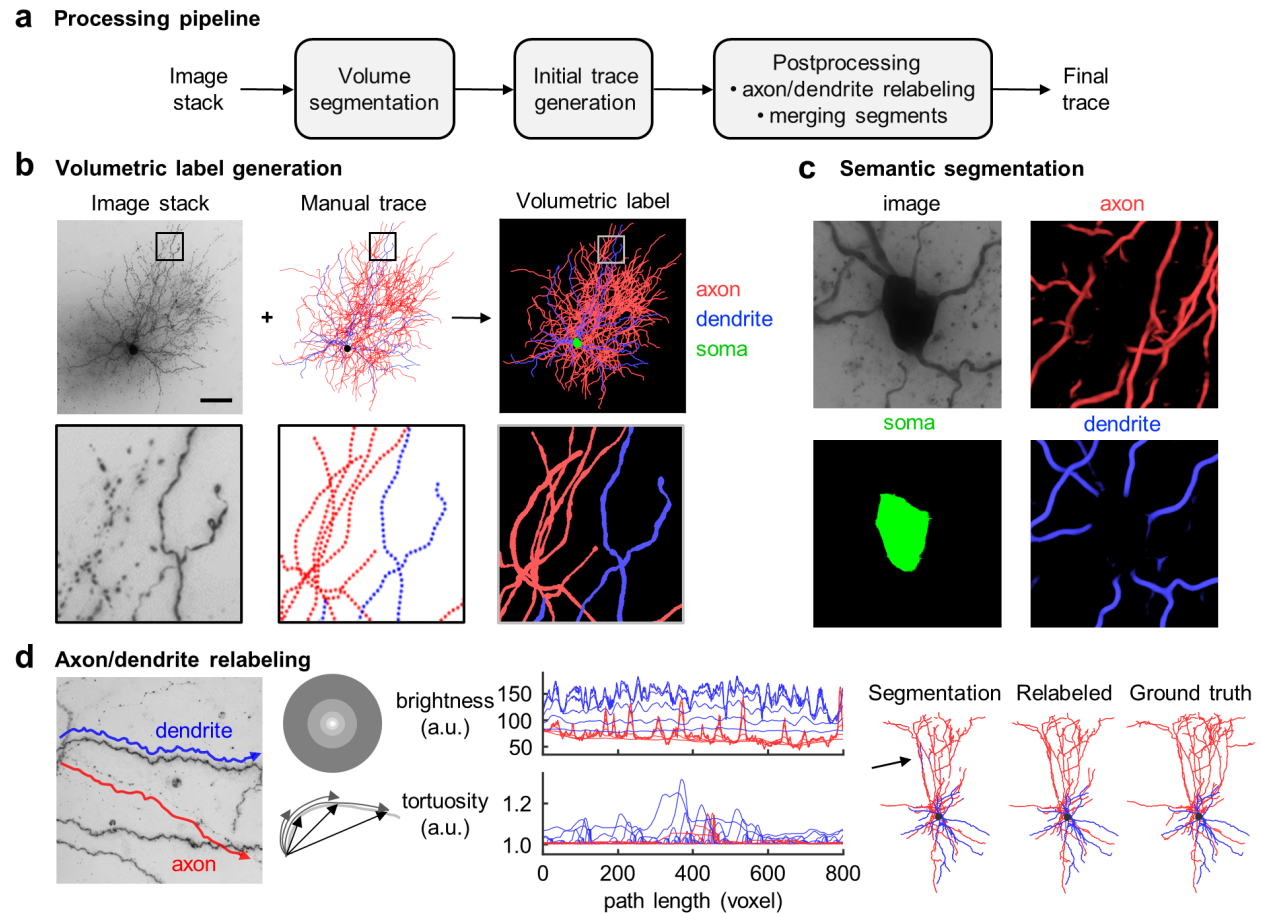 a Processing pipeline
Image
stack
Volume
segmentation
Initial trace
generation
Postprocessing
• axon/dendrite relabeling
• merging segments
Final
trace
b Volumetric label generation
Image stack
Manual trace
Volumetric label
+
axon
dendrite
soma
c Semantic segmentation
image
axon
soma
dendrite
d Axon/dendrite relabeling
dendrite
axon
brightness
(a.u.)
tortuosity
(a.u.)
150
100
50
1.2
1.0
0 200 400 600 800
path length (voxel)
Segmentation
Relabeled
Ground truth